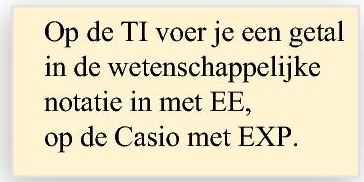 Op de TI voer je een getal
in de wetenschappelijke
notatie in met EE,
op de Casio met EXP.